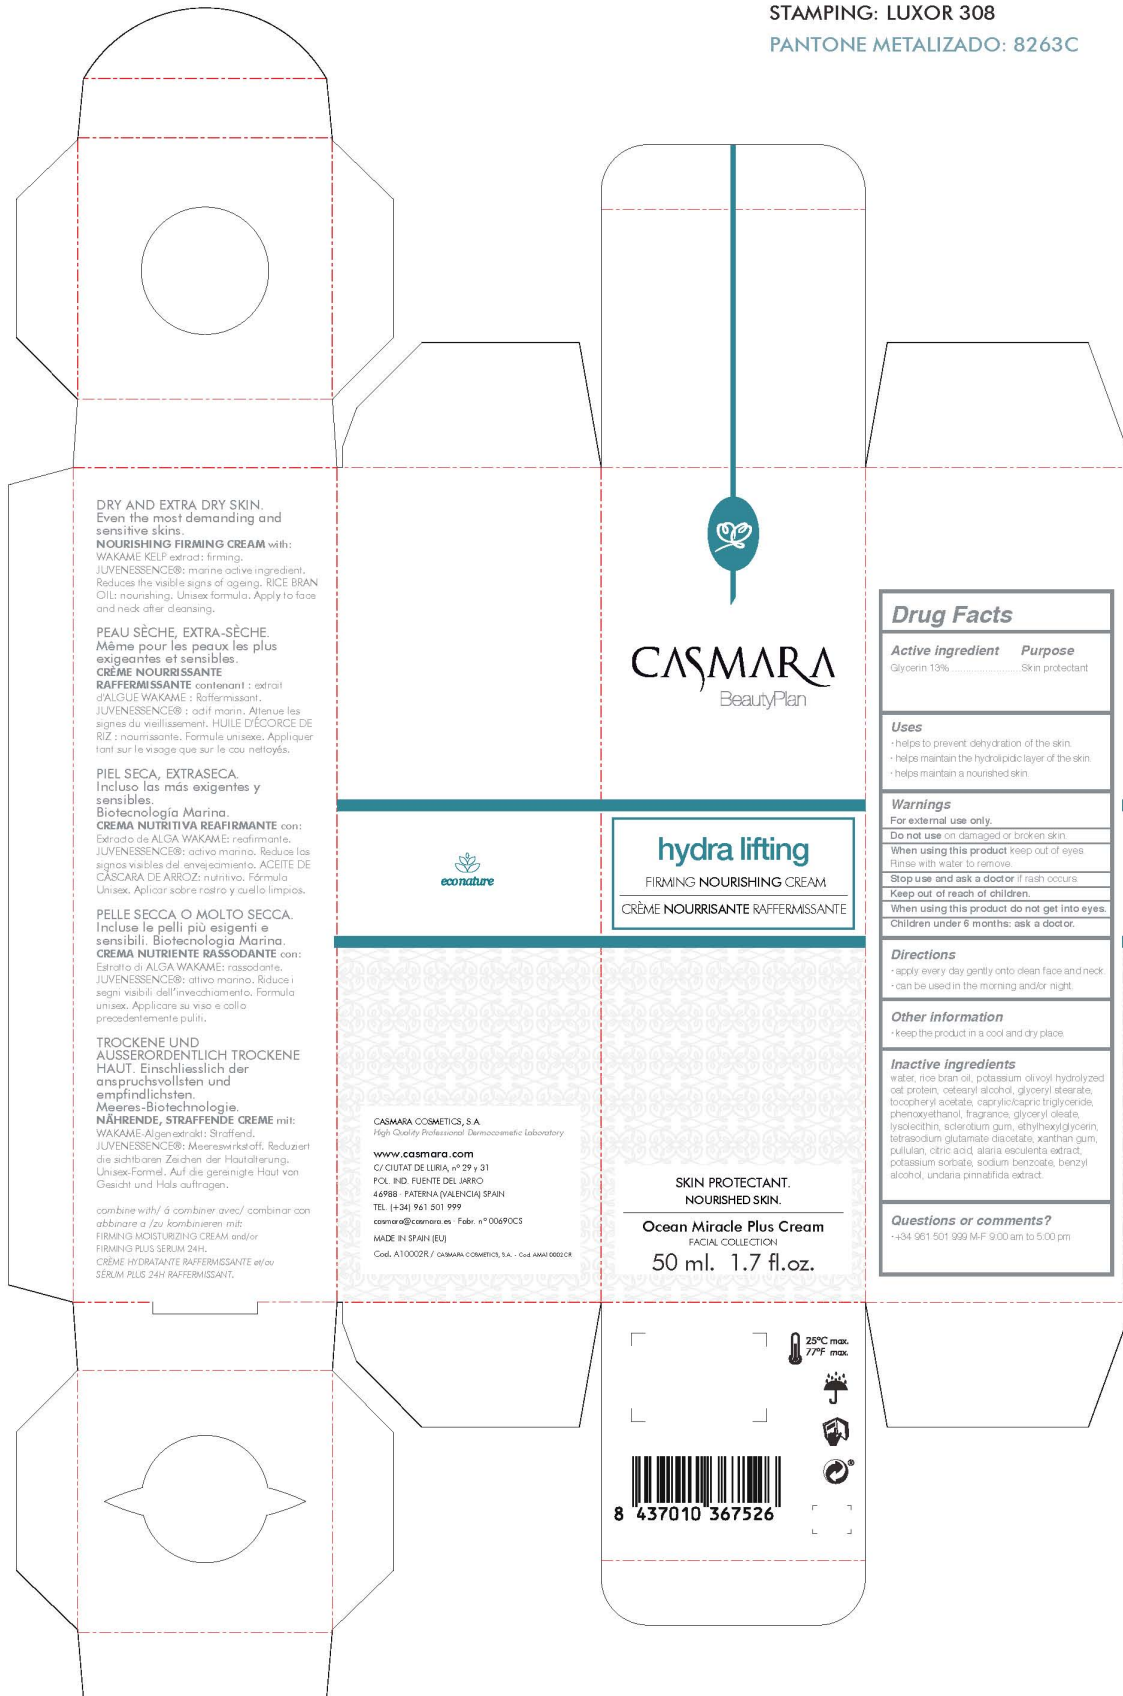 STAMPING: LUXOR 308
PANTONE METALIZADO: 8263C
DRY AND EXTRA DRY SKIN.
Even the most demanding and
sensitive skins.
NOURISHING FIRMING CREAM with:
WAKAME KELP extract: firming.
JUVENESSENCE®: marine active ingredient.
Reduces the visible signs of ageing. RICE BRAN
OIL: nourishing. Unisex formula. Apply to face
and neck after cleansing.
PEAU SÈCHE, EXTRA-SÈCHE.
Même pour les peaux les plus
exigeantes et sensibles.
CRÈME NOURRISSANTE
RAFFERMISSANTE contenant : extrait
d'ALGUE WAKAME : Raffermissant.
JUVENESSENCE® : actif marin. Attenue les
signes du vieillissement. HUILE D'ÉCORCE DE
RIZ : nourrissante. Formule unisexe. Appliquer
tant sur le visage que sur le cou nettoyés.
PIEL SECA, EXTRASECA.
Incluso las más exigentes y
sensibles.
Biotecnología Marina.
CREMA NUTRITIVA REAFIRMANTE con:
Extracto de ALGA WAKAME: reafirmante.
JUVENESSENCE®: activo marino. Reduce los
signos visibles del envejecimiento. ACEITE DE
CÁSCARA DE ARROZ: nutritivo. Fórmula
Unisex. Aplicar sobre rostro y cuello limpios.
PELLE SECCA O MOLTO SECCA.
Incluse le pelli più esigenti e
sensibili. Biotecnologia Marina.
CREMA NUTRIENTE RASSODANTE con:
Estratto di ALGA WAKAME: rassodante.
JUVENESSENCE®: attivo marino. Riduce i
segni visibili dell'invecchiamento. Formula
unisex. Applicare su viso e collo
precedentemente puliti.
TROCKENE UND
AUSSERORDENTLICH TROCKENE
HAUT. Einschliesslich der
anspruchsvollsten und
empfindlichsten.
Meeres-Biotechnologie.
NÄHRENDE, STRAFFENDE CREME mit:
WAKAME-Algenextrakt: Straffend.
JUVENESSENCE®: Meereswirkstoff. Reduziert
die sichtbaren Zeichen der Hautalterung.
Unisex-Formel. Auf die gereinigte Haut von
Gesicht und Hals auftragen.
combine with/ á combiner avec/ combinar con
abbinare a /zu kombinieren mit:
FIRMING MOISTURIZING CREAM and/or
FIRMING PLUS SERUM 24H.
CRÈME HYDRATANTE RAFFERMISSANTE et/ou
SÉRUM PLUS 24H RAFFERMISSANT.
econature
CASMARA COSMETICS, S.A.
High Quality Professional Dermocosmetic Laboratory
www.casmara.com
C/ CIUTAT DE LLIRIA, nº 29 y 31
POL. IND. FUENTE DEL JARRO
46988 · PATERNA (VALENCIA) SPAIN
TEL. (+34) 961 501 999
casmara@casmara.es · Fabr. nº 00690CS
MADE IN SPAIN (EU)
Cod. A10002R / CASMARA COSMETICS, S.A. - Cod. AMA10002CR
CASMARA
BeautyPlan
hydra lifting
FIRMING NOURISHING CREAM
CRÈME NOURRISANTE RAFFERMISSANTE
SKIN PROTECTANT.
NOURISHED SKIN.
Ocean Miracle Plus Cream
FACIAL COLLECTION
50 ml. 1.7 fl.oz.
25ºC max.
77ºF max.
®
8 437010 367526
Drug Facts
Active ingredient Purpose
Glycerin 13% ........................Skin protectant
Uses
· helps to prevent dehydration of the skin.
· helps maintain the hydrolipidic layer of the skin.
· helps maintain a nourished skin.
Warnings
For external use only.
Do not use on damaged or broken skin.
When using this product keep out of eyes.
Rinse with water to remove.
Stop use and ask a doctor if rash occurs.
Keep out of reach of children.
When using this product do not get into eyes.
Children under 6 months: ask a doctor.
Directions
· apply every day gently onto clean face and neck.
· can be used in the morning and/or night.
Other information
· keep the product in a cool and dry place.
Inactive ingredients
water, rice bran oil, potassium olivoyl hydrolyzed
oat protein, cetearyl alcohol, glyceryl stearate,
tocopheryl acetate, caprylic/capric triglyceride,
phenoxyethanol, fragrance, glyceryl oleate,
lysolecithin, sclerotium gum, ethylhexylglycerin,
tetrasodium glutamate diacetate, xanthan gum,
pullulan, citric acid, alaria esculenta extract,
potassium sorbate, sodium benzoate, benzyl
alcohol, undaria pinnatifida extract.
Questions or comments?
· +34 961 501 999 M-F 9:00 am to 5:00 pm